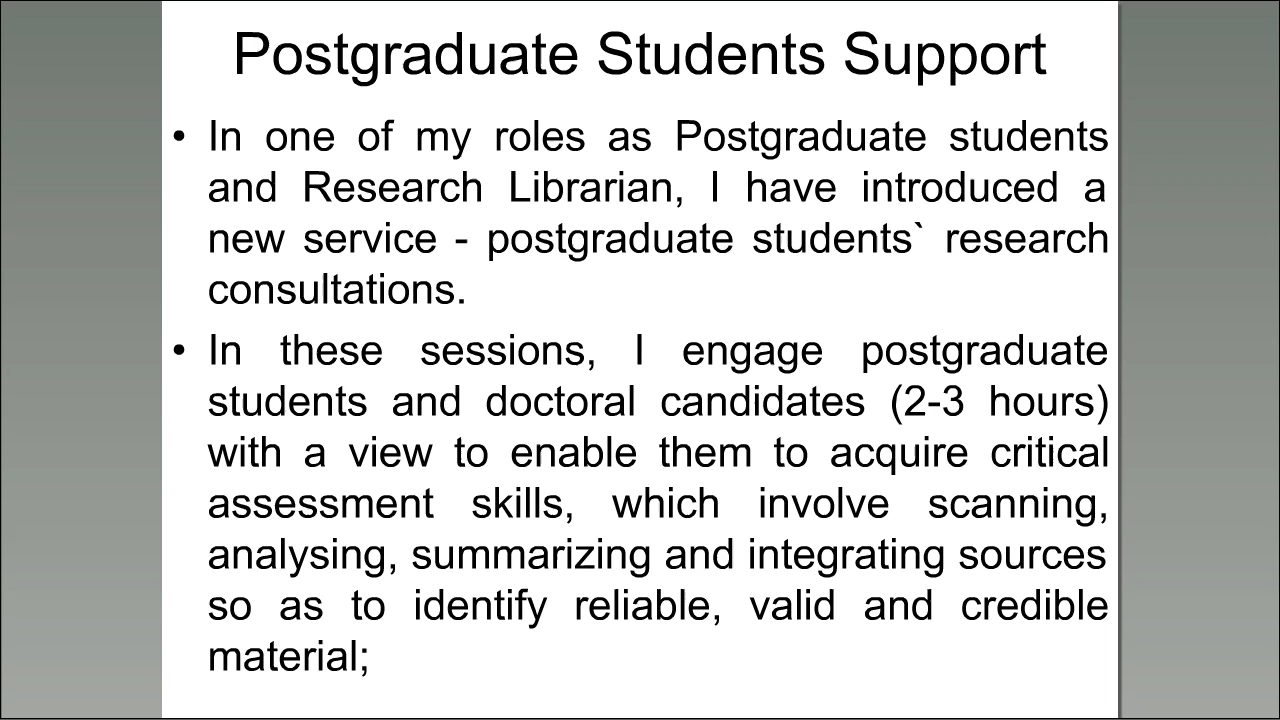 Postgraduate Students Support
• In one of my roles as Postgraduate students
and Research Librarian, I have introduced a
new service - postgraduate students` research
consultations.
• In these sessions, I engage postgraduate
students and doctoral candidates (2-3 hours)
with a view to enable them to acquire critical
assessment skills, which involve scanning,
analysing, summarizing and integrating sources
so as to identify reliable, valid and credible
material;